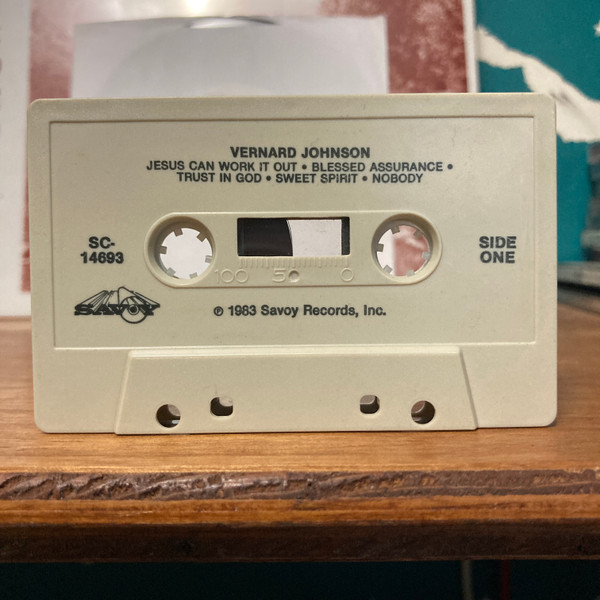 VERNARD JOHNSON
JESUS CAN WORK IT OUT • BLESSED ASSURANCE •
TRUST IN GOD • SWEET SPIRIT • NOBODY
SC-
14693
SIDE
ONE
100 50 0
SAVOY
℗ 1983 Savoy Records, Inc.